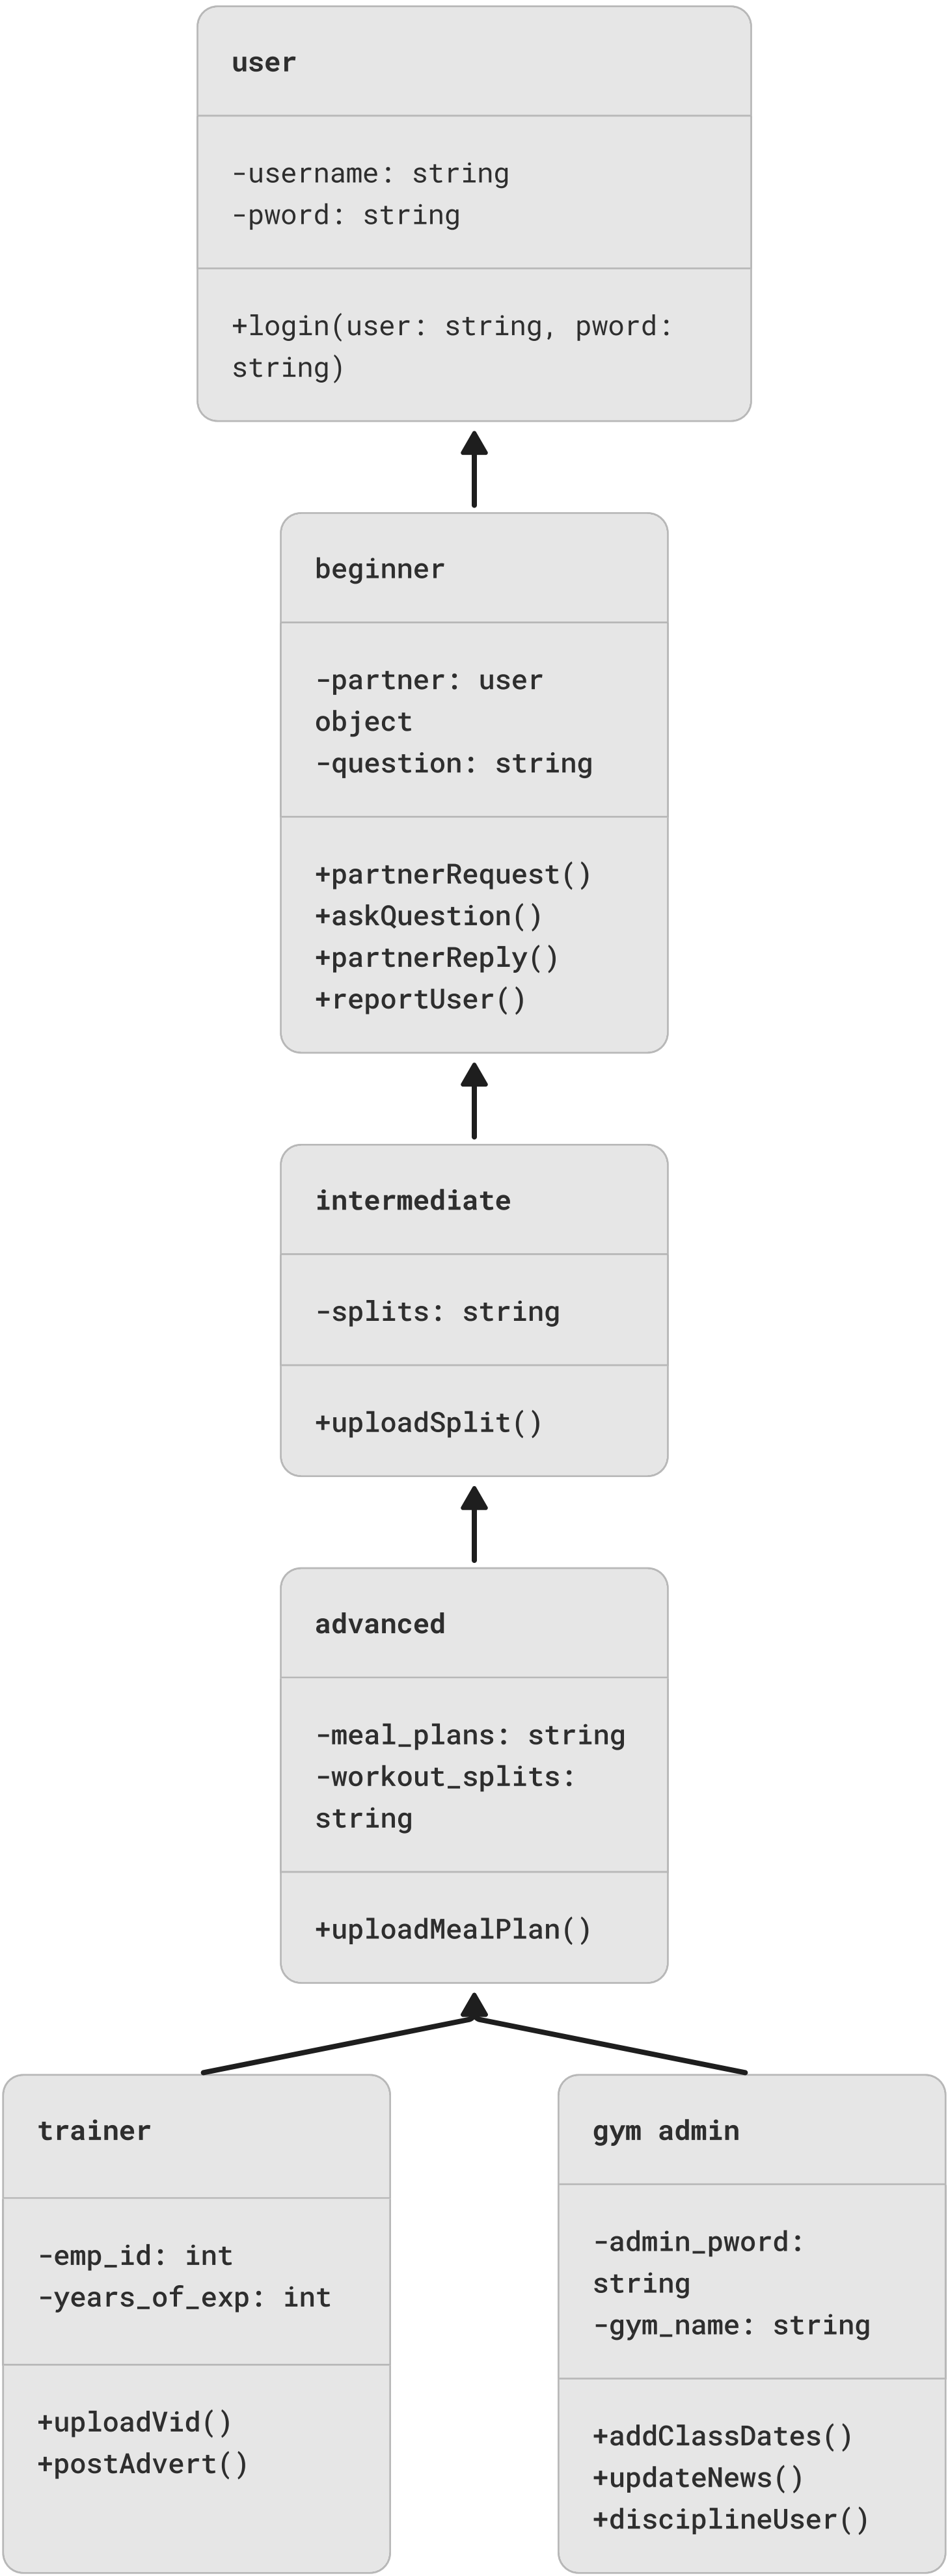 user
-username: string
-pword: string
+login(user: string, pword:
string)
beginner
-partner: user
object
-question: string
+partnerRequest()
+askQuestion()
+partnerReply()
+reportUser()
intermediate
-splits: string
+uploadSplit()
advanced
-meal_plans: string
-workout_splits:
string
+uploadMealPlan()
trainer
-emp_id: int
-years_of_exp: int
+uploadVid()
+postAdvert()
gym admin
-admin_pword:
string
-gym_name: string
+addClassDates()
+updateNews()
+disciplineUser()